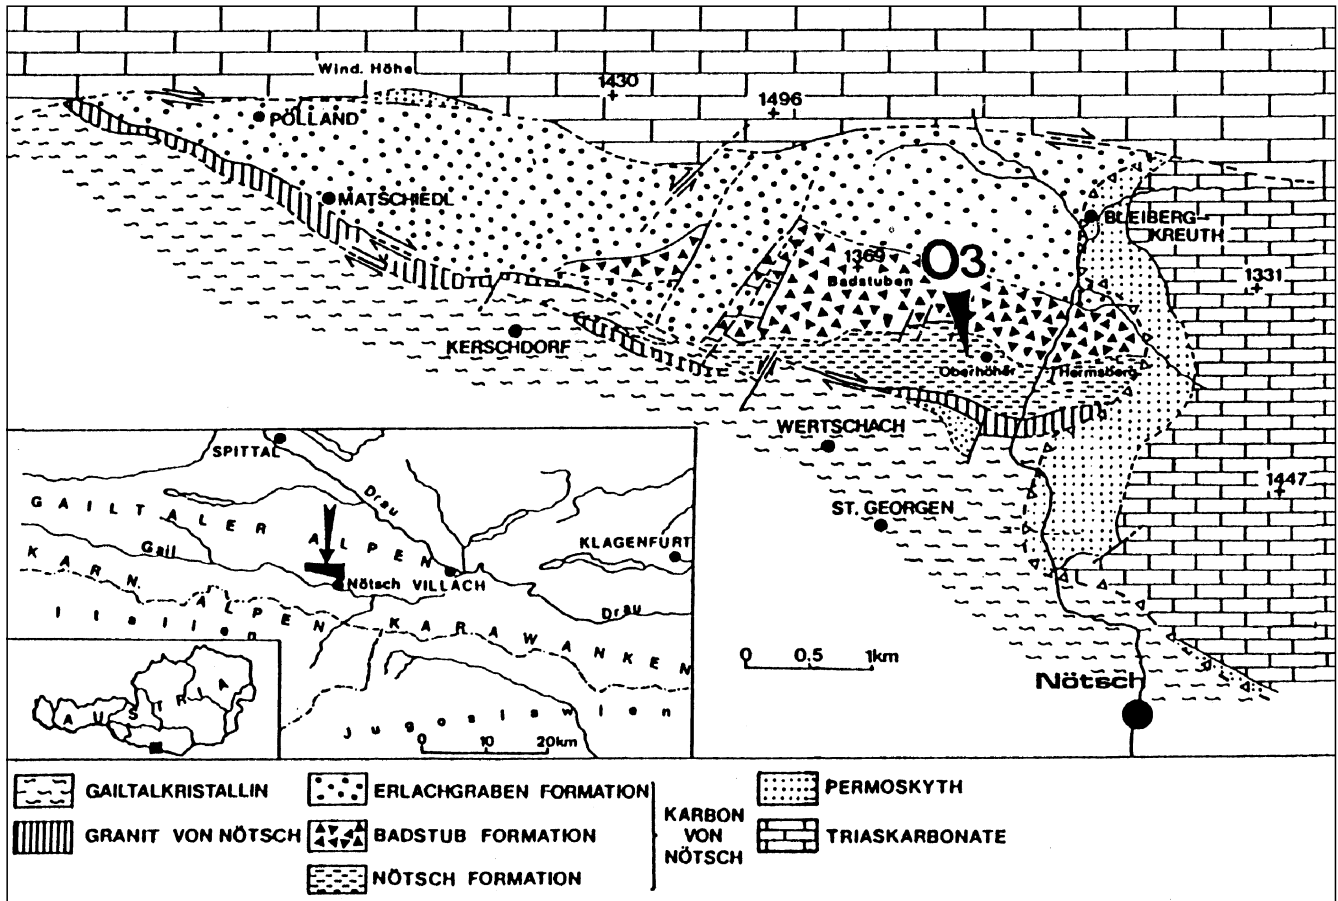 Wind. Höhe
1430
1496
PÖLLAND
MATSCHIEDL
BLEIBERG-
KREUTH
1369
O3
Badstuben
1331
KERSCHDORF
Oberhöher
Hermsberg
WERTSCHACH
1447
ST. GEORGEN
SPITTAL
Drau
GAILTALER ALPEN
Gail
KLAGENFURT
KARN. ALPEN
Nötsch VILLACH
Drau
Italien
KARAWANKEN
0 0.5 1km
Nötsch
AUSTRIA
Jugoslawien
0 10 20km
GAILTALKRISTALLIN
GRANIT VON NÖTSCH
ERLACHGRABEN FORMATION
BADSTUB FORMATION
NÖTSCH FORMATION
KARBON
VON
NÖTSCH
PERMOSKYTH
TRIASKARBONATE